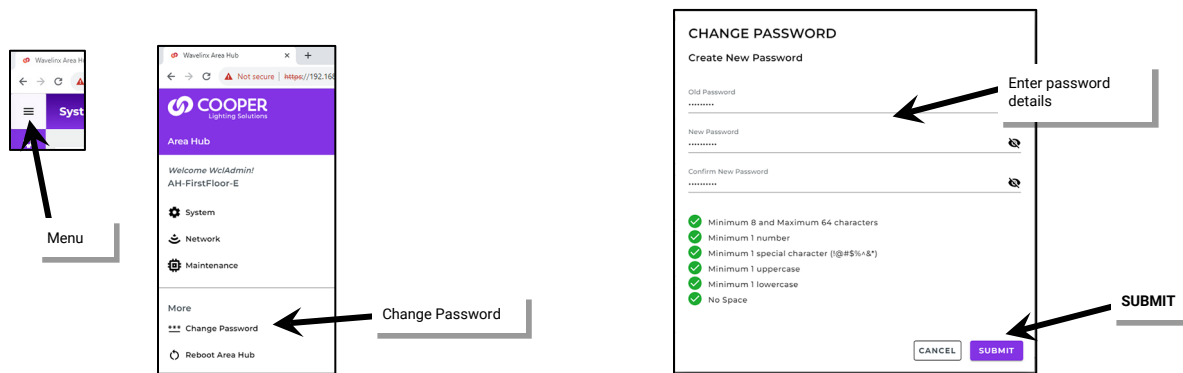 Wavelinx Area H
Syst
Menu
Wavelinx Area Hub × +
Not secure | https://192.168
COOPER
Lighting Solutions
Area Hub
Welcome WclAdmin!
AH-FirstFloor-E
System
Network
Maintenance
More
*** Change Password
Reboot Area Hub
Change Password
CHANGE PASSWORD
Create New Password
Old Password
•••••••••
New Password
••••••••••
Confirm New Password
••••••••••
Minimum 8 and Maximum 64 characters
Minimum 1 number
Minimum 1 special character (!@#$%^&*)
Minimum 1 uppercase
Minimum 1 lowercase
No Space
CANCEL SUBMIT
Enter password
details
SUBMIT